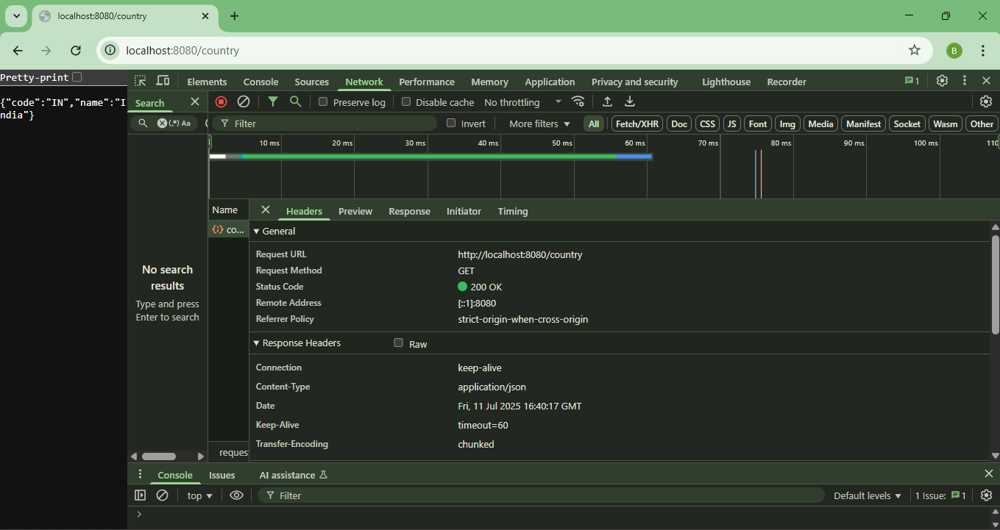 localhost:8080/country
localhost:8080/country
B
Pretty-print
{"code":"IN","name":"I
ndia"}
Elements Console Sources Network Performance Memory Application Privacy and security Lighthouse Recorder 1
Search
Preserve log Disable cache No throttling
(.*) Aa
Filter Invert More filters All Fetch/XHR Doc CSS JS Font Img Media Manifest Socket Wasm Other
10 ms 20 ms 30 ms 40 ms 50 ms 60 ms 70 ms 80 ms 90 ms 100 ms 110
Name
Headers Preview Response Initiator Timing
co...
General
Request URL http://localhost:8080/country
Request Method GET
Status Code 200 OK
Remote Address [::1]:8080
Referrer Policy strict-origin-when-cross-origin
Response Headers Raw
Connection keep-alive
Content-Type application/json
Date Fri, 11 Jul 2025 16:40:17 GMT
Keep-Alive timeout=60
Transfer-Encoding chunked
No search
results
Type and press
Enter to search
reques
Console Issues AI assistance
top Filter Default levels 1 Issue: 1